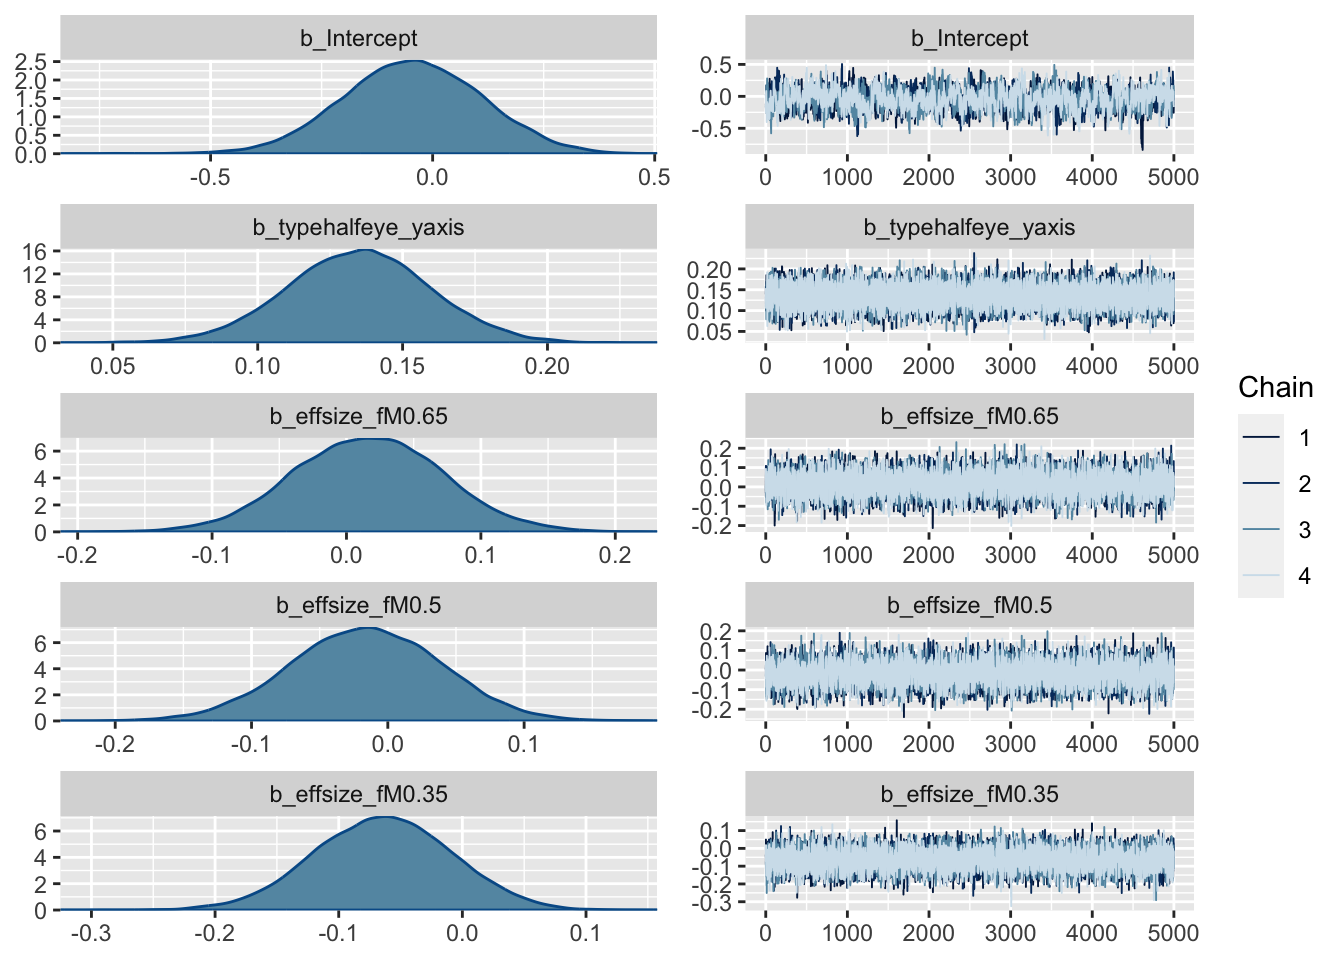 b_Intercept
2.5
2.0
1.5
1.0
0.5
0.0
-0.5 0.0 0.5
b_Intercept
0.5
0.0
-0.5
0 1000 2000 3000 4000 5000
b_typehalfeye_yaxis
16
12
8
4
0
0.05 0.10 0.15 0.20
b_typehalfeye_yaxis
0.20
0.15
0.10
0.05
0 1000 2000 3000 4000 5000
b_effsize_fM0.65
6
4
2
0
-0.2 -0.1 0.0 0.1 0.2
b_effsize_fM0.65
0.2
0.1
0.0
-0.1
-0.2
0 1000 2000 3000 4000 5000
b_effsize_fM0.5
6
4
2
0
-0.2 -0.1 0.0 0.1
b_effsize_fM0.5
0.2
0.1
0.0
-0.1
-0.2
0 1000 2000 3000 4000 5000
b_effsize_fM0.35
6
4
2
0
-0.3 -0.2 -0.1 0.0 0.1
b_effsize_fM0.35
0.1
0.0
-0.1
-0.2
-0.3
0 1000 2000 3000 4000 5000
Chain
1
2
3
4